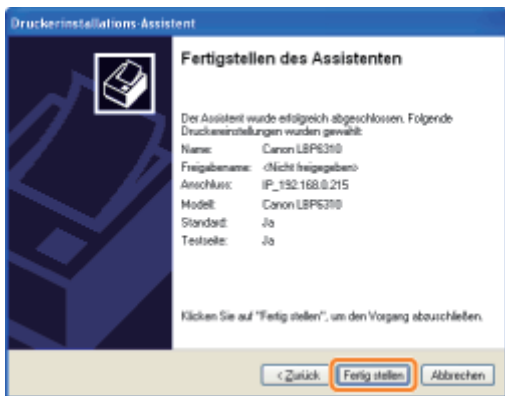 Druckerinstallations-Assistent
Fertigstellen des Assistenten
Der Assistent wurde erfolgreich abgeschlossen. Folgende
Druckereinstellungen wurden gewählt:
Name: Canon LBP6310
Freigabename: <Nicht freigegeben>
Anschluss: IP_192.168.0.215
Modell: Canon LBP6310
Standard: Ja
Testseite: Ja
Klicken Sie auf "Fertig stellen", um den Vorgang abzuschließen.
< Zurück Fertig stellen Abbrechen